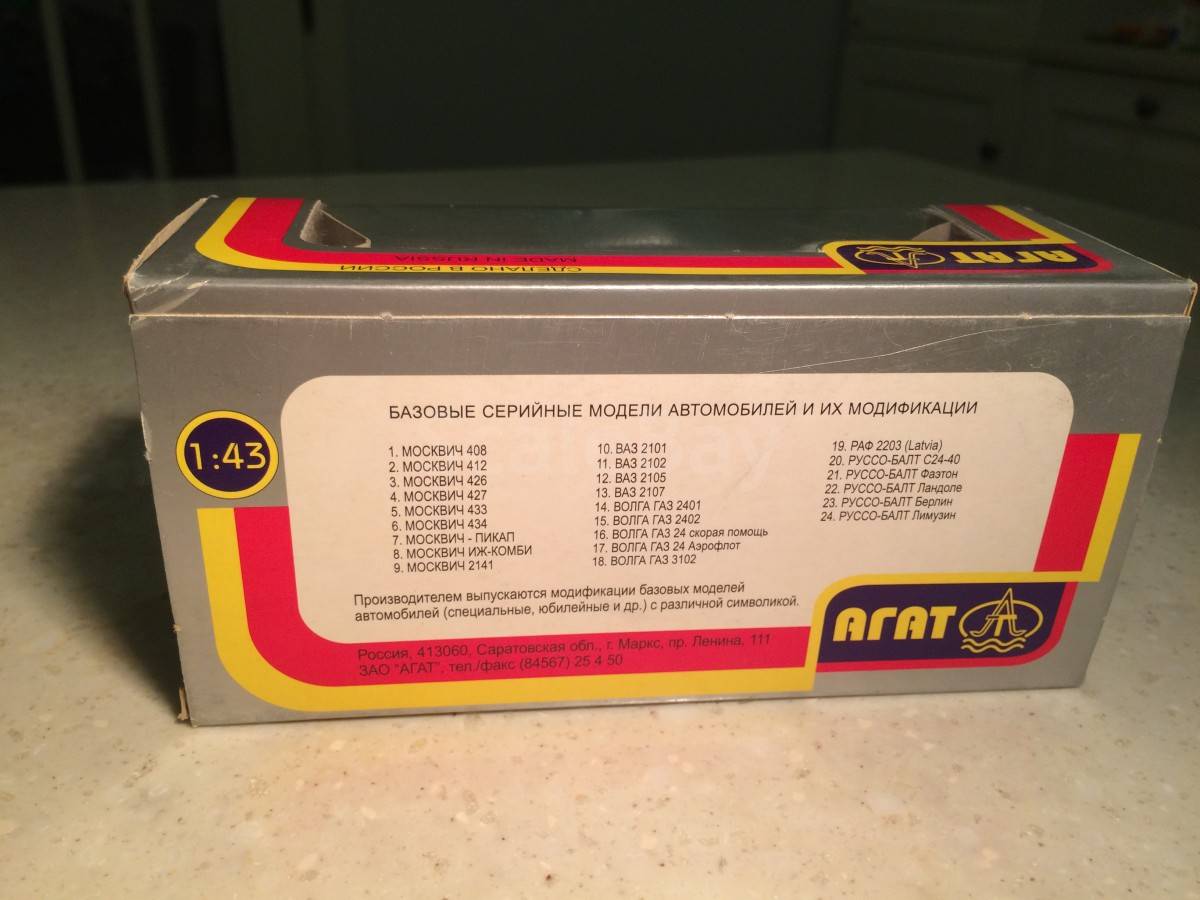 АГАТ
СДЕЛАНО В РОССИИ
MADE IN RUSSIA
1:43
БАЗОВЫЕ СЕРИЙНЫЕ МОДЕЛИ АВТОМОБИЛЕЙ И ИХ МОДИФИКАЦИИ
1. МОСКВИЧ 408
2. МОСКВИЧ 412
3. МОСКВИЧ 426
4. МОСКВИЧ 427
5. МОСКВИЧ 433
6. МОСКВИЧ 434
7. МОСКВИЧ - ПИКАП
8. МОСКВИЧ ИЖ-КОМБИ
9. МОСКВИЧ 2141
10. ВАЗ 2101
11. ВАЗ 2102
12. ВАЗ 2105
13. ВАЗ 2107
14. ВОЛГА ГАЗ 2401
15. ВОЛГА ГАЗ 2402
16. ВОЛГА ГАЗ 24 скорая помощь
17. ВОЛГА ГАЗ 24 Аэрофлот
18. ВОЛГА ГАЗ 3102
19. РАФ 2203 (Latvia)
20. РУССО-БАЛТ С24-40
21. РУССО-БАЛТ Фаэтон
22. РУССО-БАЛТ Ландоле
23. РУССО-БАЛТ Берлин
24. РУССО-БАЛТ Лимузин
Производителем выпускаются модификации базовых моделей
автомобилей (специальные, юбилейные и др.) с различной символикой.
Россия, 413060, Саратовская обл., г. Маркс, пр. Ленина, 111
ЗАО "АГАТ", тел./факс (84567) 25 4 50
АГАТ